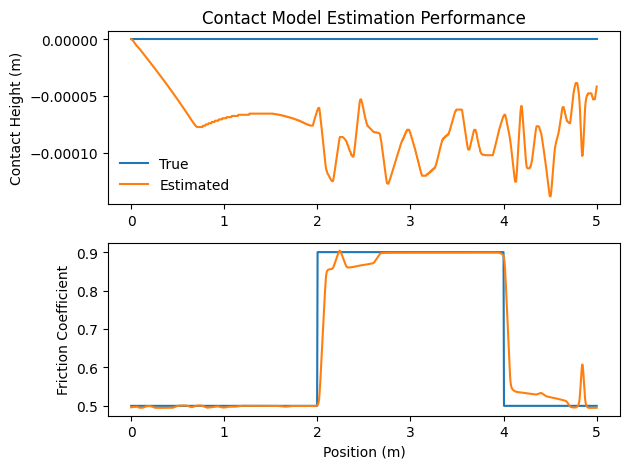 Contact Model Estimation Performance
Contact Height (m)
0.00000
−0.00005
−0.00010
True
Estimated
0 1 2 3 4 5
Friction Coefficient
0.9
0.8
0.7
0.6
0.5
0 1 2 3 4 5
Position (m)